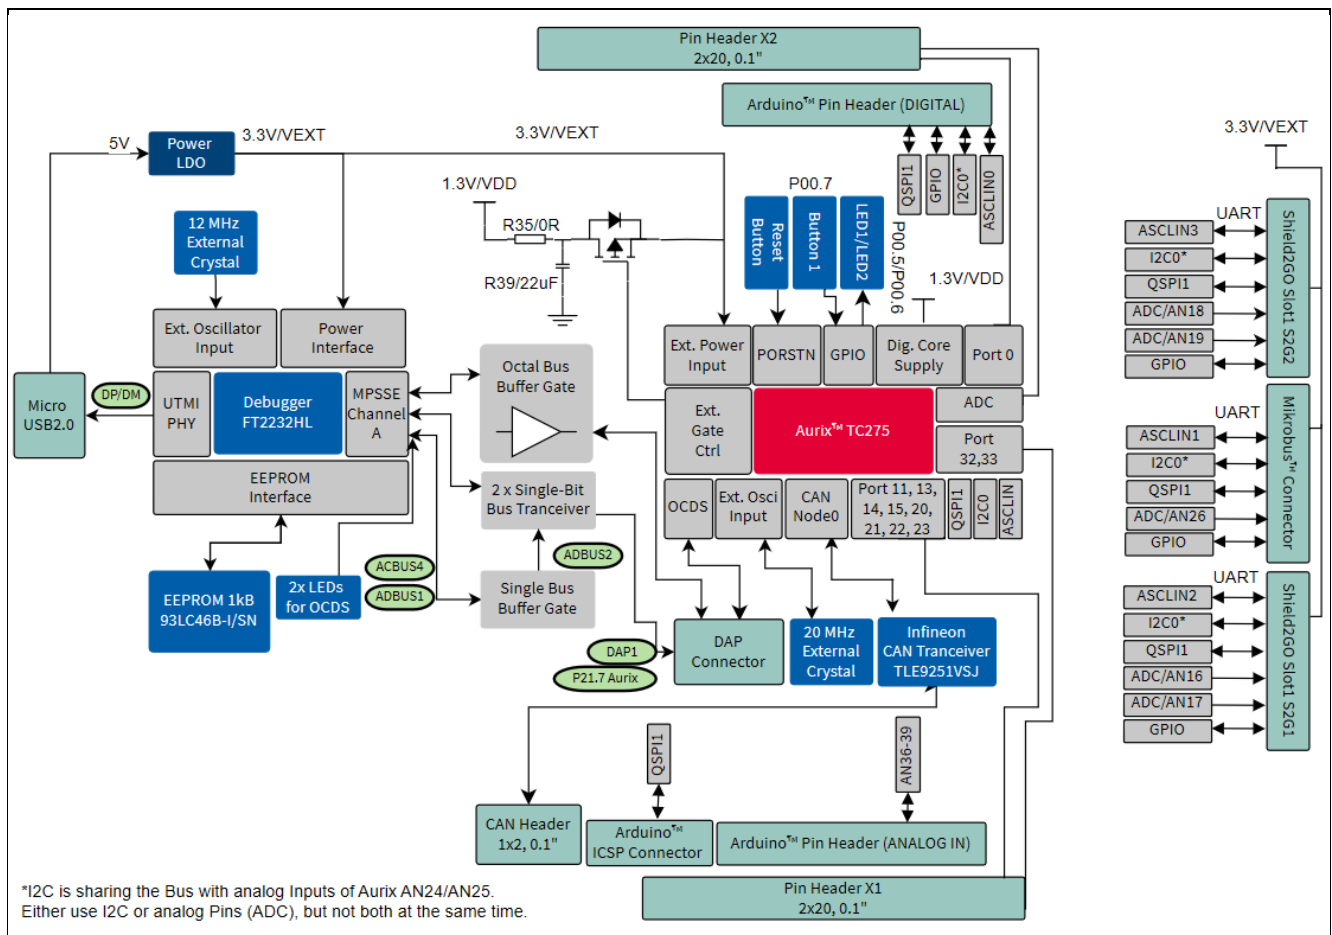 Pin Header X2
2x20, 0.1"
Arduino™ Pin Header (DIGITAL)
QSPI1
GPIO
I2C0*
ASCLIN0
5V
Power
LDO
3.3V/VEXT
3.3V/VEXT
1.3V/VDD
R35/0R
R39/22uF
P00.7
Reset
Button
Button 1
LED1/LED2
P00.5/P00.6
1.3V/VDD
12 MHz
External
Crystal
Ext. Oscillator
Input
Power
Interface
Micro
USB2.0
DP/DM
UTMI
PHY
Debugger
FT2232HL
MPSSE
Channel
A
EEPROM
Interface
EEPROM 1kB
93LC46B-I/SN
2x LEDs
for OCDS
ACBUS4
ADBUS1
Octal Bus
Buffer Gate
2 x Single-Bit
Bus Tranceiver
ADBUS2
Single Bus
Buffer Gate
DAP1
P21.7 Aurix
Ext. Power
Input
PORSTN
GPIO
Dig. Core
Supply
Port 0
Ext.
Gate
Ctrl
Aurix™ TC275
ADC
Port
32,33
OCDS
Ext. Osci
Input
CAN
Node0
Port 11, 13,
14, 15, 20,
21, 22, 23
QSPI1
I2C0
ASCLIN
DAP
Connector
20 MHz
External
Crystal
Infineon
CAN Tranceiver
TLE9251VSJ
QSPI1
AN36-39
CAN Header
1x2, 0.1"
Arduino™
ICSP Connector
Arduino™ Pin Header (ANALOG IN)
Pin Header X1
2x20, 0.1"
3.3V/VEXT
UART
ASCLIN3
I2C0*
QSPI1
ADC/AN18
ADC/AN19
GPIO
Shield2GO Slot1 S2G2
UART
ASCLIN1
I2C0*
QSPI1
ADC/AN26
GPIO
Mikrobus™ Connector
UART
ASCLIN2
I2C0*
QSPI1
ADC/AN16
ADC/AN17
GPIO
Shield2GO Slot1 S2G1
*I2C is sharing the Bus with analog Inputs of Aurix AN24/AN25.
Either use I2C or analog Pins (ADC), but not both at the same time.